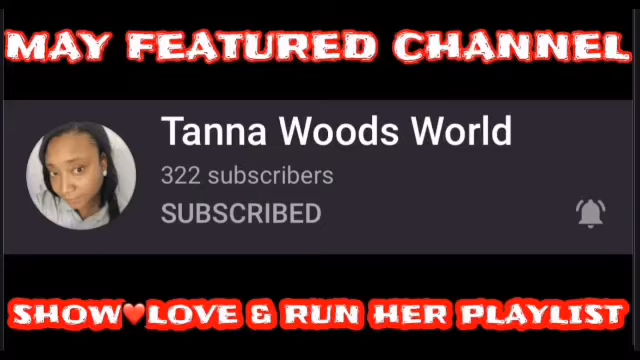 MAY FEATURED CHANNEL
Tanna Woods World
322 subscribers
SUBSCRIBED
SHOW❤️LOVE & RUN HER PLAYLIST